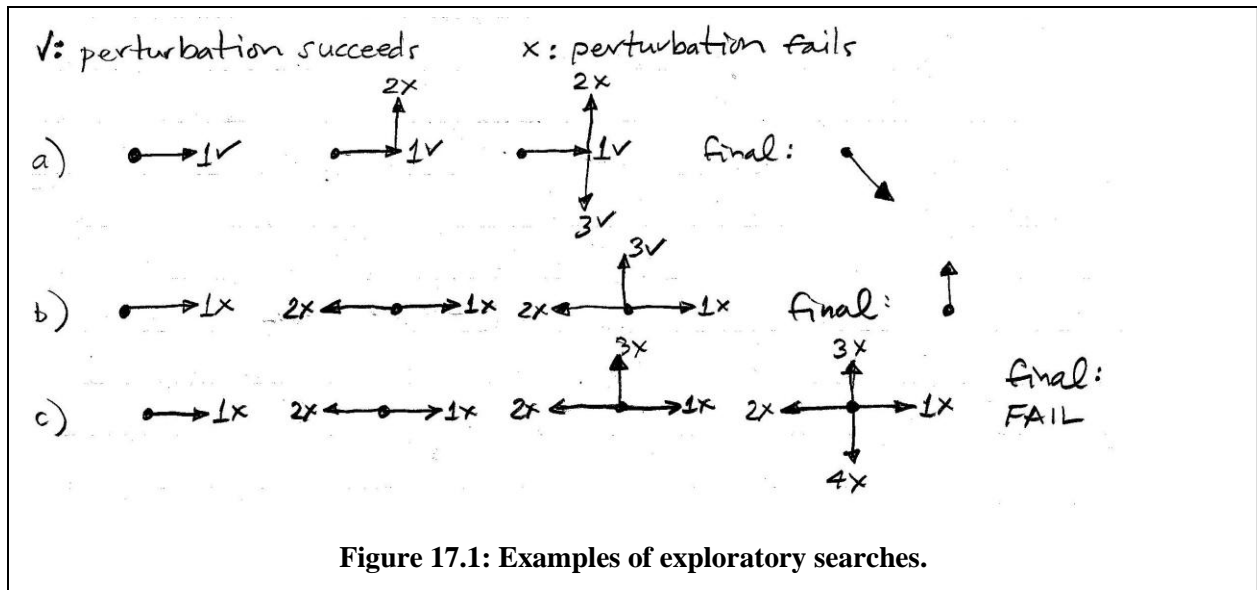 √: perturbation succeeds x: perturbation fails
2x 2x
a) 1√ 1√ 1√ final:
3√
3√
b) 1x 2x 1x 2x 1x final:
3x 3x final:
c) 1x 2x 1x 2x 1x 2x 1x FAIL
4x
Figure 17.1: Examples of exploratory searches.